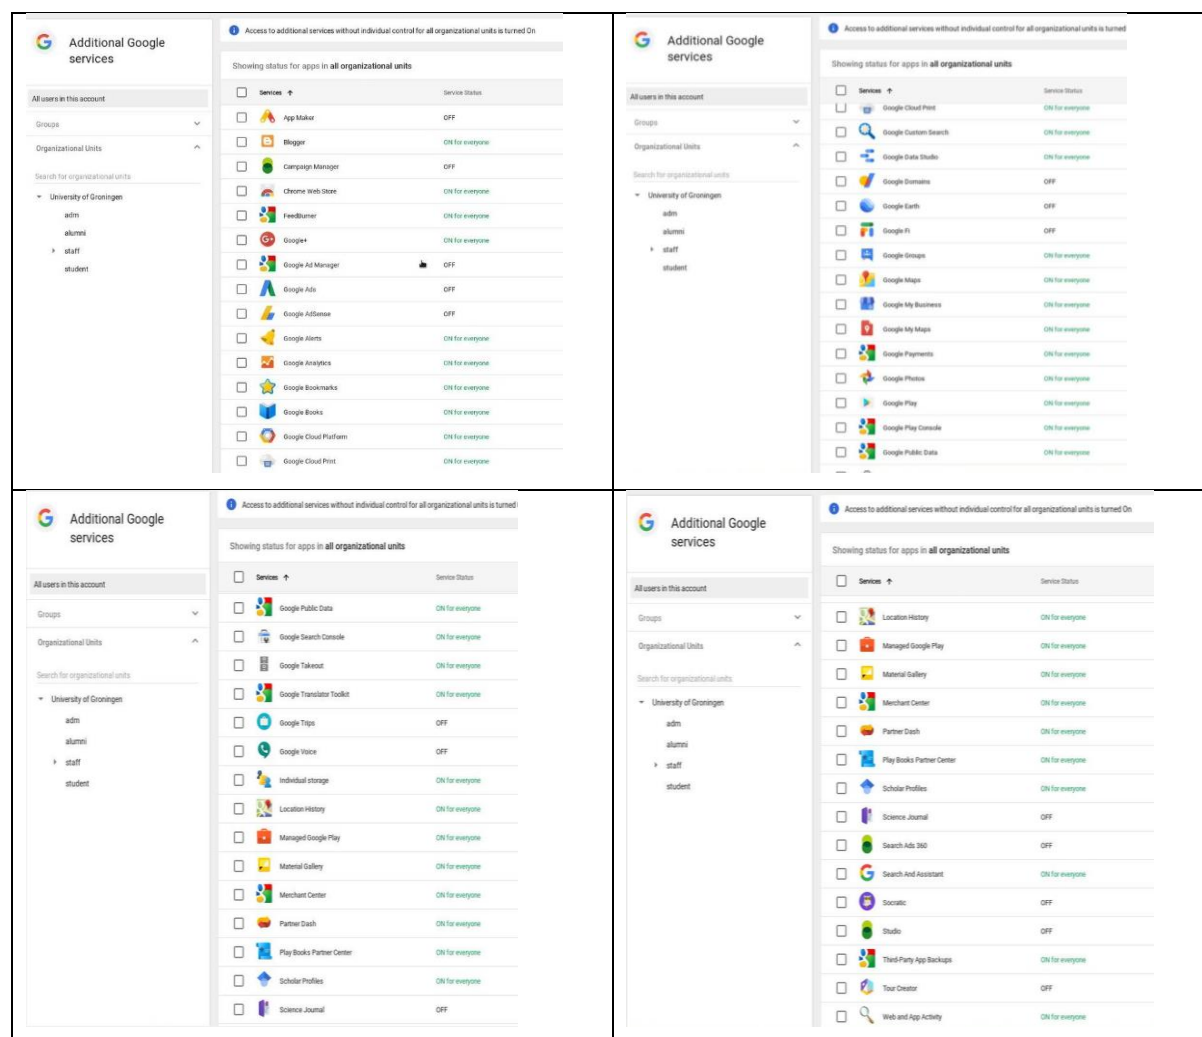 Additional Google
services
All users in this account
Groups
Organizational Units
Search for organizational units
University of Groningen
adm
alumni
staff
student
Access to additional services without individual control for all organizational units is turned On
Showing status for apps in all organizational units
Services Service Status
App Maker OFF
Blogger ON for everyone
Campaign Manager OFF
Chrome Web Store ON for everyone
FeedBurner ON for everyone
Google+ ON for everyone
Google Ad Manager OFF
Google Ads OFF
Google AdSense OFF
Google Alerts ON for everyone
Google Analytics ON for everyone
Google Bookmarks ON for everyone
Google Books ON for everyone
Google Cloud Platform ON for everyone
Google Cloud Print ON for everyone
Additional Google
services
All users in this account
Groups
Organizational Units
Search for organizational units
University of Groningen
adm
alumni
staff
student
Access to additional services without individual control for all organizational units is turned
Showing status for apps in all organizational units
Services Service Status
Google Cloud Print ON for everyone
Google Custom Search ON for everyone
Google Data Studio ON for everyone
Google Domains OFF
Google Earth OFF
Google Fi OFF
Google Groups ON for everyone
Google Maps ON for everyone
Google My Business ON for everyone
Google My Maps ON for everyone
Google Payments ON for everyone
Google Photos ON for everyone
Google Play ON for everyone
Google Play Console ON for everyone
Google Public Data ON for everyone
Additional Google
services
All users in this account
Groups
Organizational Units
Search for organizational units
University of Groningen
adm
alumni
staff
student
Access to additional services without individual control for all organizational units is turned
Showing status for apps in all organizational units
Services Service Status
Google Public Data ON for everyone
Google Search Console ON for everyone
Google Takeout ON for everyone
Google Translator Toolkit ON for everyone
Google Trips OFF
Google Voice OFF
Individual storage ON for everyone
Location History ON for everyone
Managed Google Play ON for everyone
Material Gallery ON for everyone
Merchant Center ON for everyone
Partner Dash ON for everyone
Play Books Partner Center ON for everyone
Scholar Profiles ON for everyone
Science Journal OFF
Additional Google
services
All users in this account
Groups
Organizational Units
Search for organizational units
University of Groningen
adm
alumni
staff
student
Access to additional services without individual control for all organizational units is turned On
Showing status for apps in all organizational units
Services Service Status
Location History ON for everyone
Managed Google Play ON for everyone
Material Gallery ON for everyone
Merchant Center ON for everyone
Partner Dash ON for everyone
Play Books Partner Center ON for everyone
Scholar Profiles ON for everyone
Science Journal OFF
Search Ads 360 OFF
Search And Assistant ON for everyone
Socratic OFF
Studio OFF
Third-Party App Backups ON for everyone
Tour Creator OFF
Web and App Activity ON for everyone